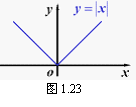 y
y = |x|
o
x
图1.23